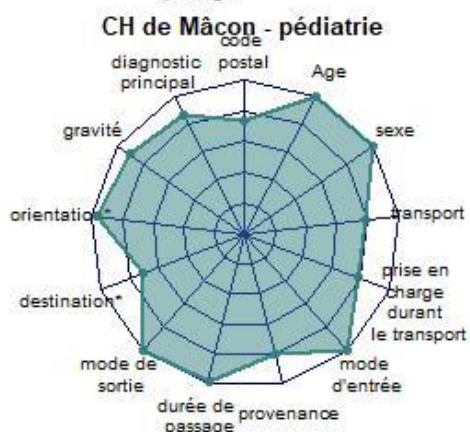 CH de Mâcon - pédiatrie
code
postal
Age
sexe
transport
prise en
charge
durant
le transport
mode
d'entrée
provenance
durée de
passage
mode de
sortie
destination*
orientation*
gravité
diagnostic
principal